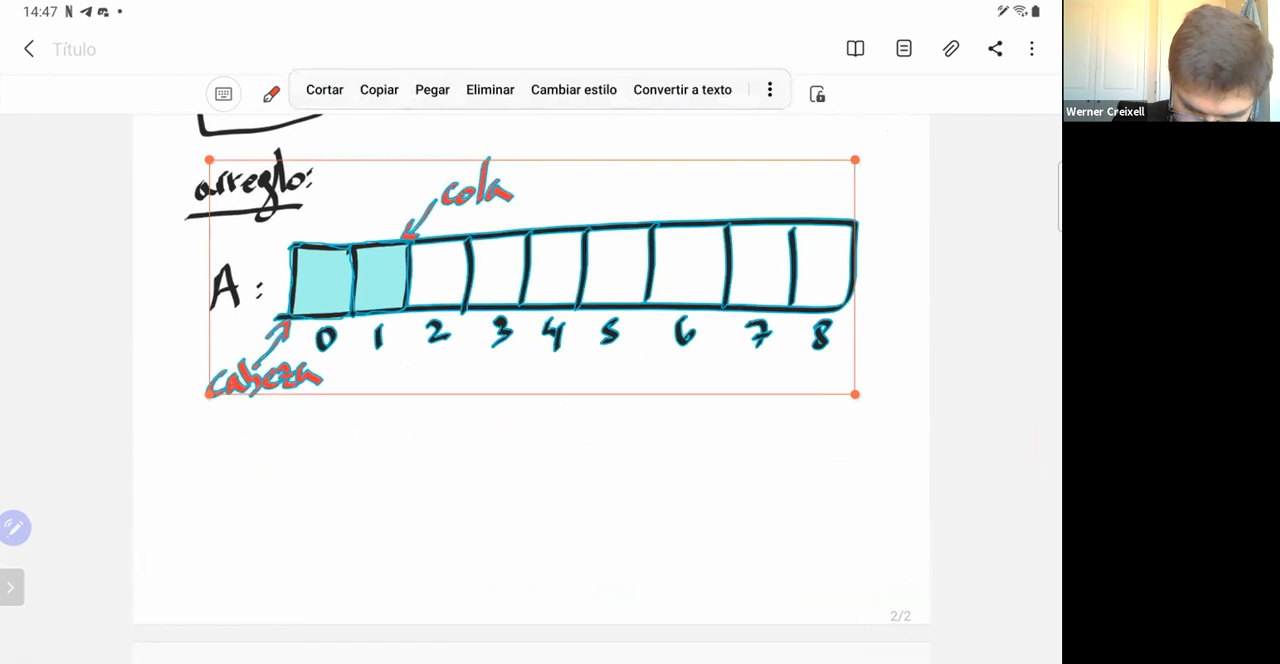 14:47
Título
Cortar Copiar Pegar Eliminar Cambiar estilo Convertir a texto
Werner Creixell
arreglo:
cola
A:
0 1 2 3 4 5 6 7 8
cabeza
2/2